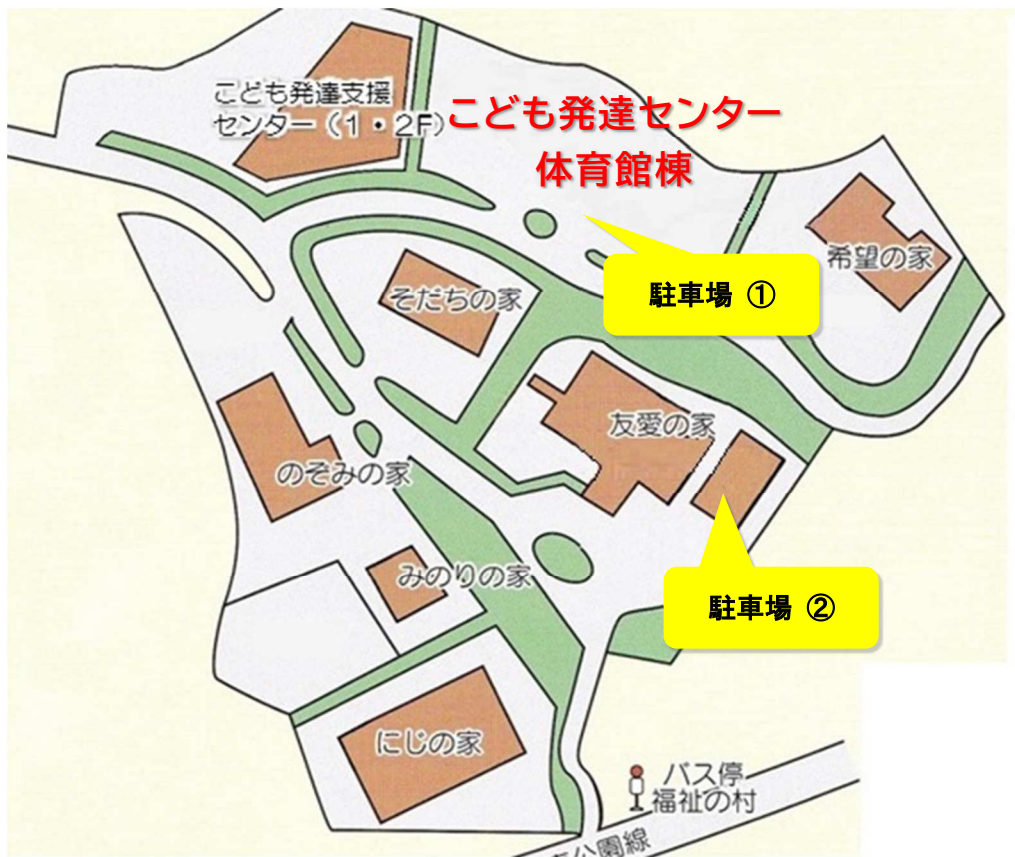 こども発達支援
センター（1・2F）
こども発達センター
体育館棟
希望の家
駐車場 ①
そだちの家
友愛の家
のぞみの家
みのりの家
駐車場 ②
にじの家
バス停
福祉の村
公園線